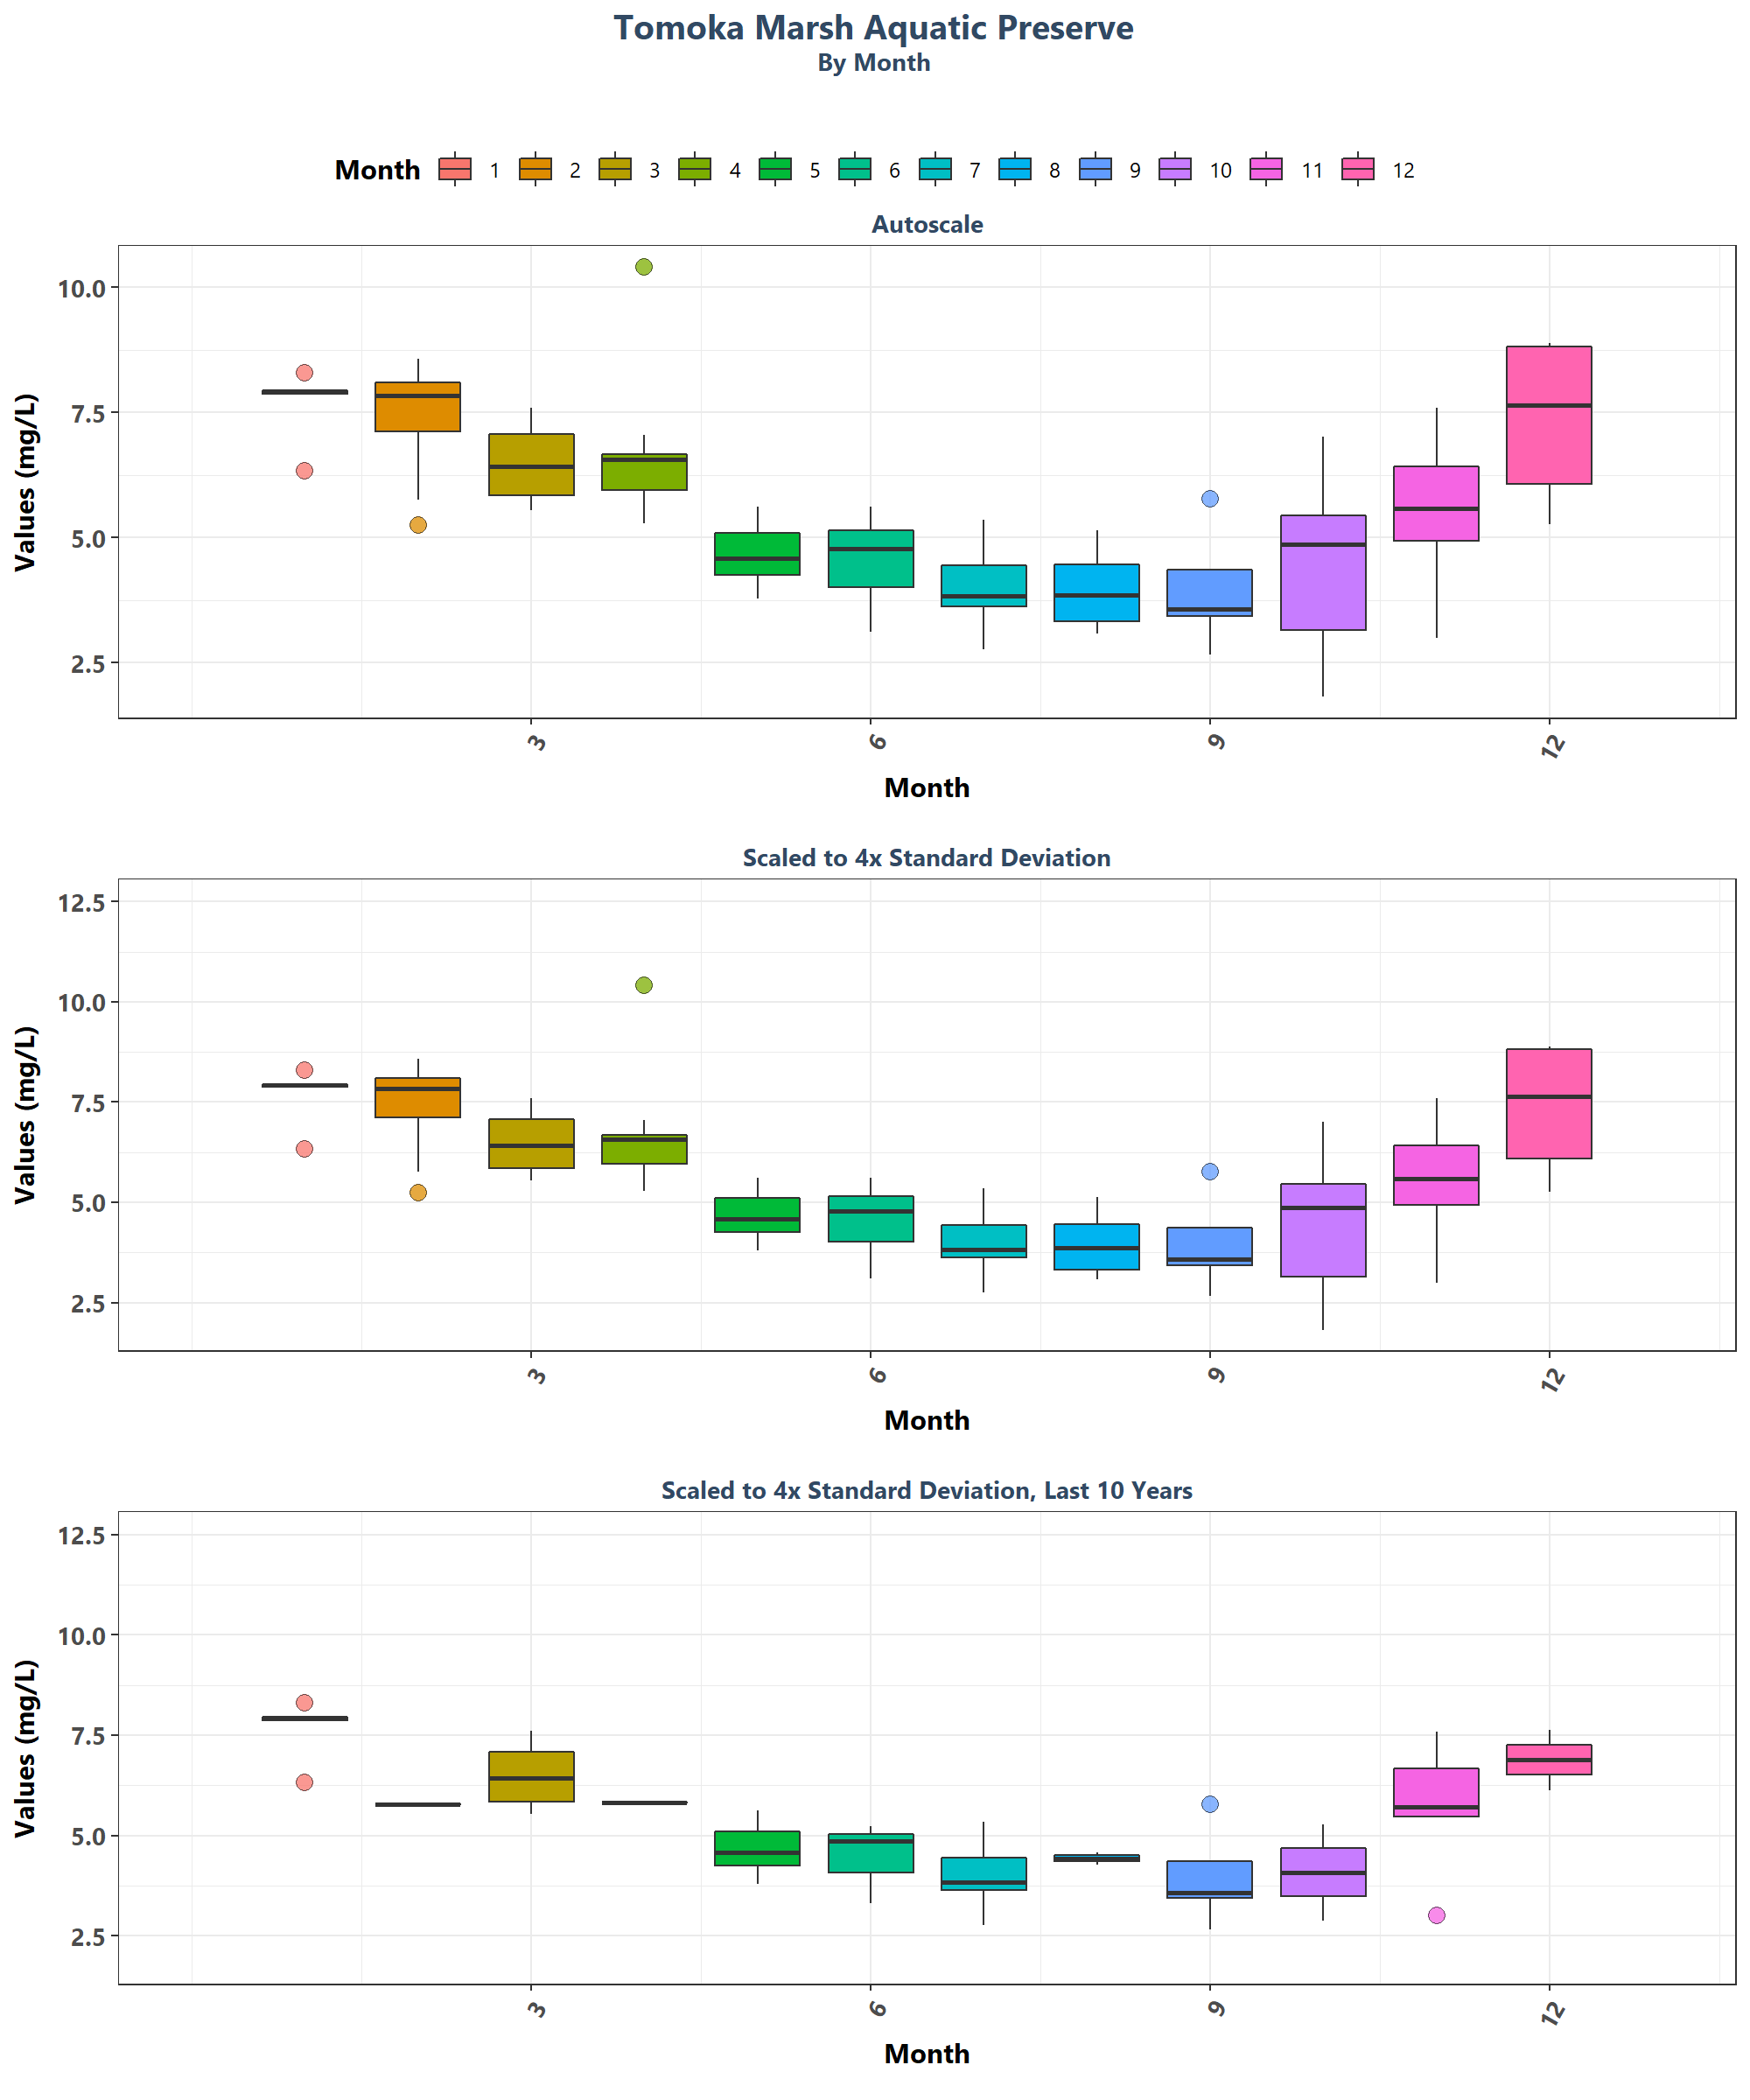 Tomoka Marsh Aquatic Preserve
By Month
Month 1 2 3 4 5 6 7 8 9 10 11 12
Autoscale
Values (mg/L)
10.0
7.5
5.0
2.5
3 6 9 12
Month
Scaled to 4x Standard Deviation
Values (mg/L)
12.5
10.0
7.5
5.0
2.5
3 6 9 12
Month
Scaled to 4x Standard Deviation, Last 10 Years
Values (mg/L)
12.5
10.0
7.5
5.0
2.5
3 6 9 12
Month